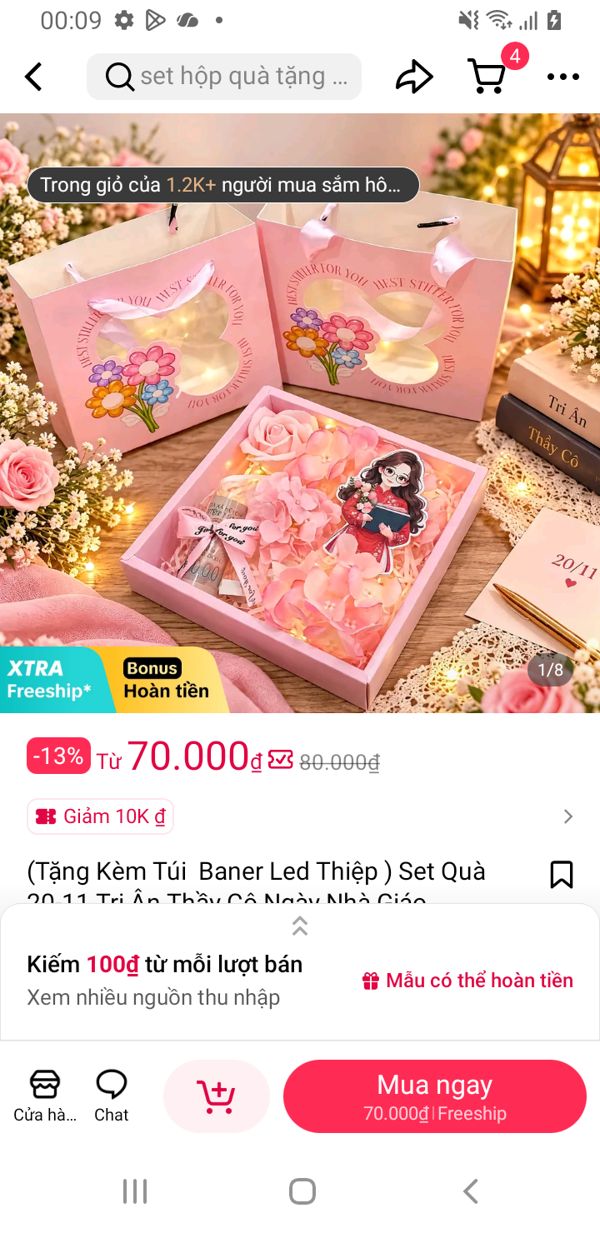 00:09
set hộp quà tặng ...
4
Trong giỏ của 1.2K+ người mua sắm hô...
BEST STILLER FOR YOU
BEST STILLER FOR YOU
Tri Ân
Thầy Cô
for you
20/11
XTRA
Freeship*
Bonus
Hoàn tiền
1/8
-13% Từ 70.000₫ 80.000₫
Giảm 10K ₫
(Tặng Kèm Túi Baner Led Thiệp ) Set Quà
20-11 Tri Ân Thầy Cô Ngày Nhà Giáo
Kiếm 100₫ từ mỗi lượt bán
Xem nhiều nguồn thu nhập
Mẫu có thể hoàn tiền
Cửa hà...
Chat
Mua ngay
70.000₫|Freeship